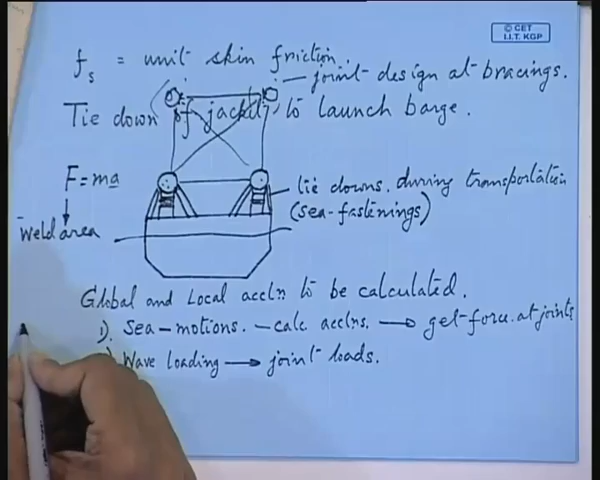 © CET
I.I.T. KGP
fs = unit skin friction.
joint design at bracings.
Tie down of jacket, to launch barge.
F=ma
tie downs. during transportation
(sea-fastenings)
Weld area
Global and Local acclns to be calculated.
1). Sea-motions. - calc acclns. → get force. at joints
) Wave Loading → joint loads.